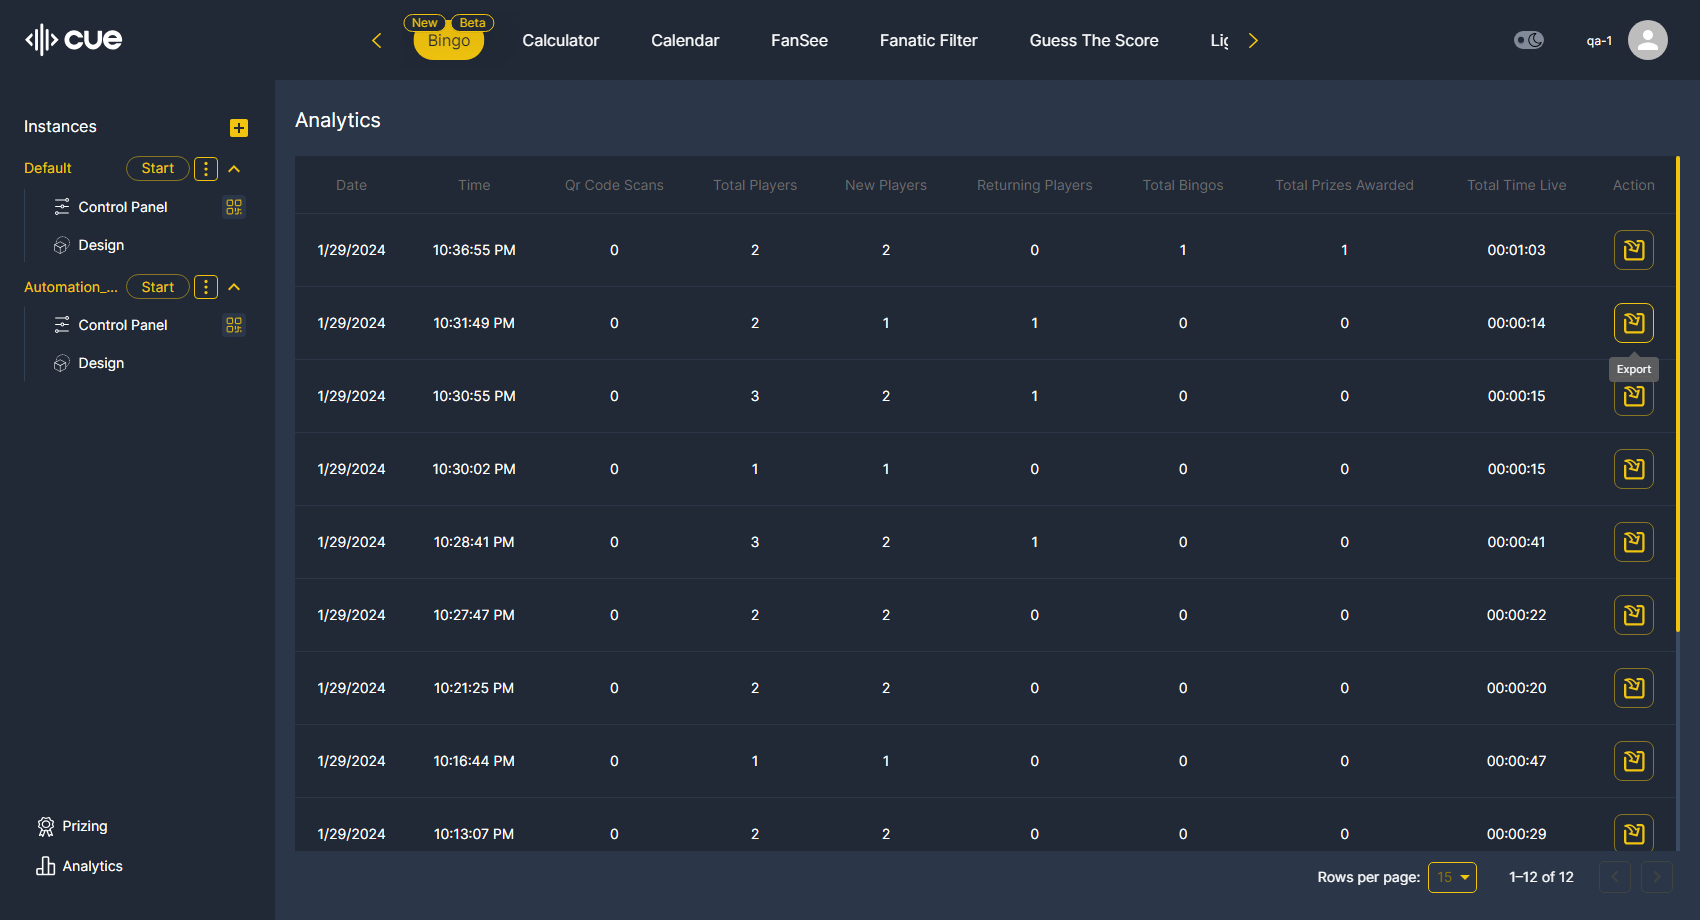 cue
New Beta
Bingo Calculator Calendar FanSee Fanatic Filter Guess The Score Lig
qa-1
Instances
Default Start
Control Panel
Design
Automation_... Start
Control Panel
Design
Prizing
Analytics
Analytics
Date Time Qr Code Scans Total Players New Players Returning Players Total Bingos Total Prizes Awarded Total Time Live Action
1/29/2024 10:36:55 PM 0 2 2 0 1 1 00:01:03
1/29/2024 10:31:49 PM 0 2 1 1 0 0 00:00:14
Export
1/29/2024 10:30:55 PM 0 3 2 1 0 0 00:00:15
1/29/2024 10:30:02 PM 0 1 1 0 0 0 00:00:15
1/29/2024 10:28:41 PM 0 3 2 1 0 0 00:00:41
1/29/2024 10:27:47 PM 0 2 2 0 0 0 00:00:22
1/29/2024 10:21:25 PM 0 2 2 0 0 0 00:00:20
1/29/2024 10:16:44 PM 0 1 1 0 0 0 00:00:47
1/29/2024 10:13:07 PM 0 2 2 0 0 0 00:00:29
Rows per page: 15 1–12 of 12